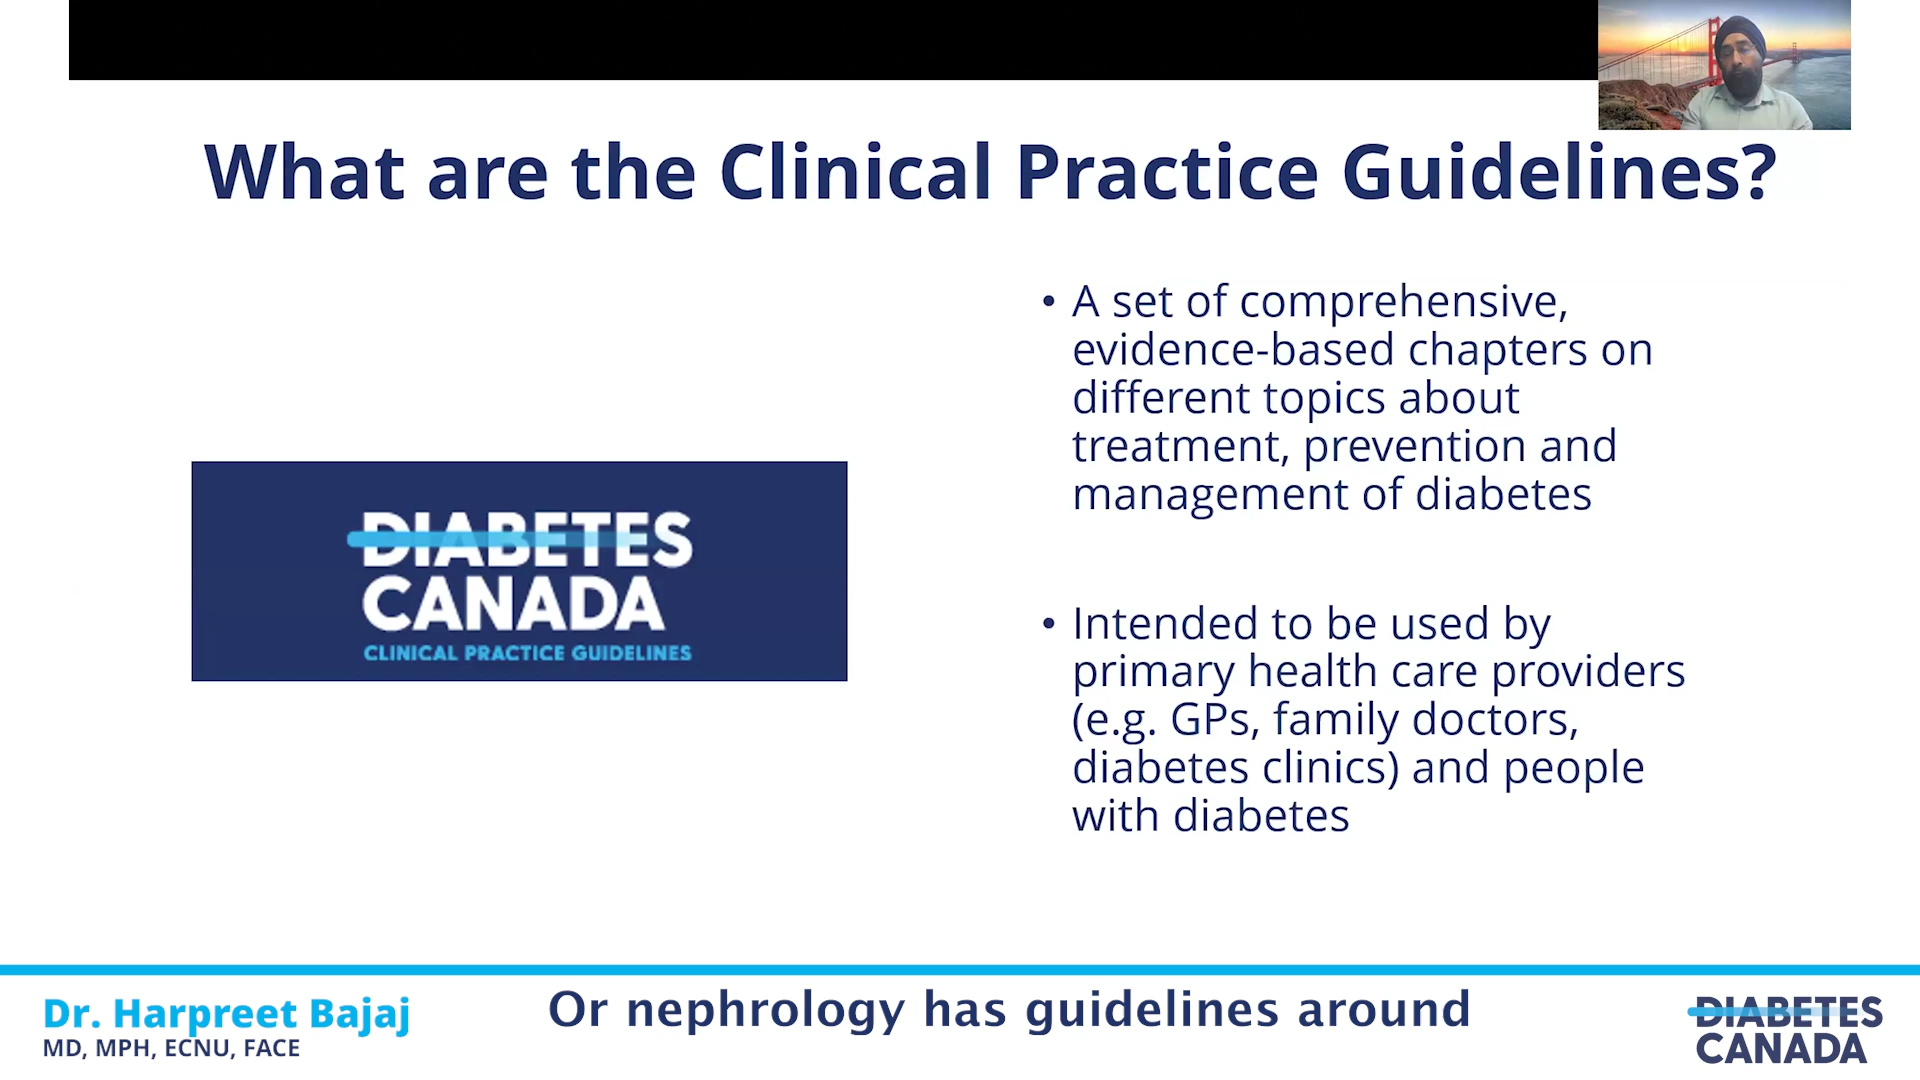 What are the Clinical Practice Guidelines?
• A set of comprehensive,
evidence-based chapters on
different topics about
treatment, prevention and
management of diabetes
DIABETES
CANADA
CLINICAL PRACTICE GUIDELINES
• Intended to be used by
primary health care providers
(e.g. GPs, family doctors,
diabetes clinics) and people
with diabetes
Dr. Harpreet Bajaj
MD, MPH, ECNU, FACE
Or nephrology has guidelines around
DIABETES
CANADA